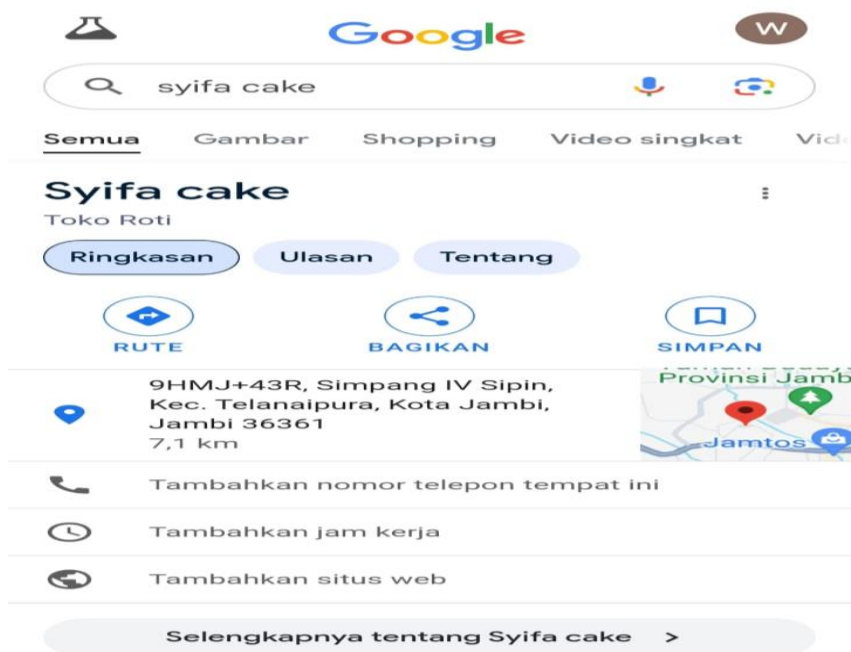 Google
W
syifa cake
Semua Gambar Shopping Video singkat
Syifa cake
Toko Roti
Ringkasan Ulasan Tentang
RUTE BAGIKAN SIMPAN
9HMJ+43R, Simpang IV Sipin,
Kec. Telanaipura, Kota Jambi,
Jambi 36361
7,1 km
Provinsi Jamb
Jamtos
Tambahkan nomor telepon tempat ini
Tambahkan jam kerja
Tambahkan situs web
Selengkapnya tentang Syifa cake >